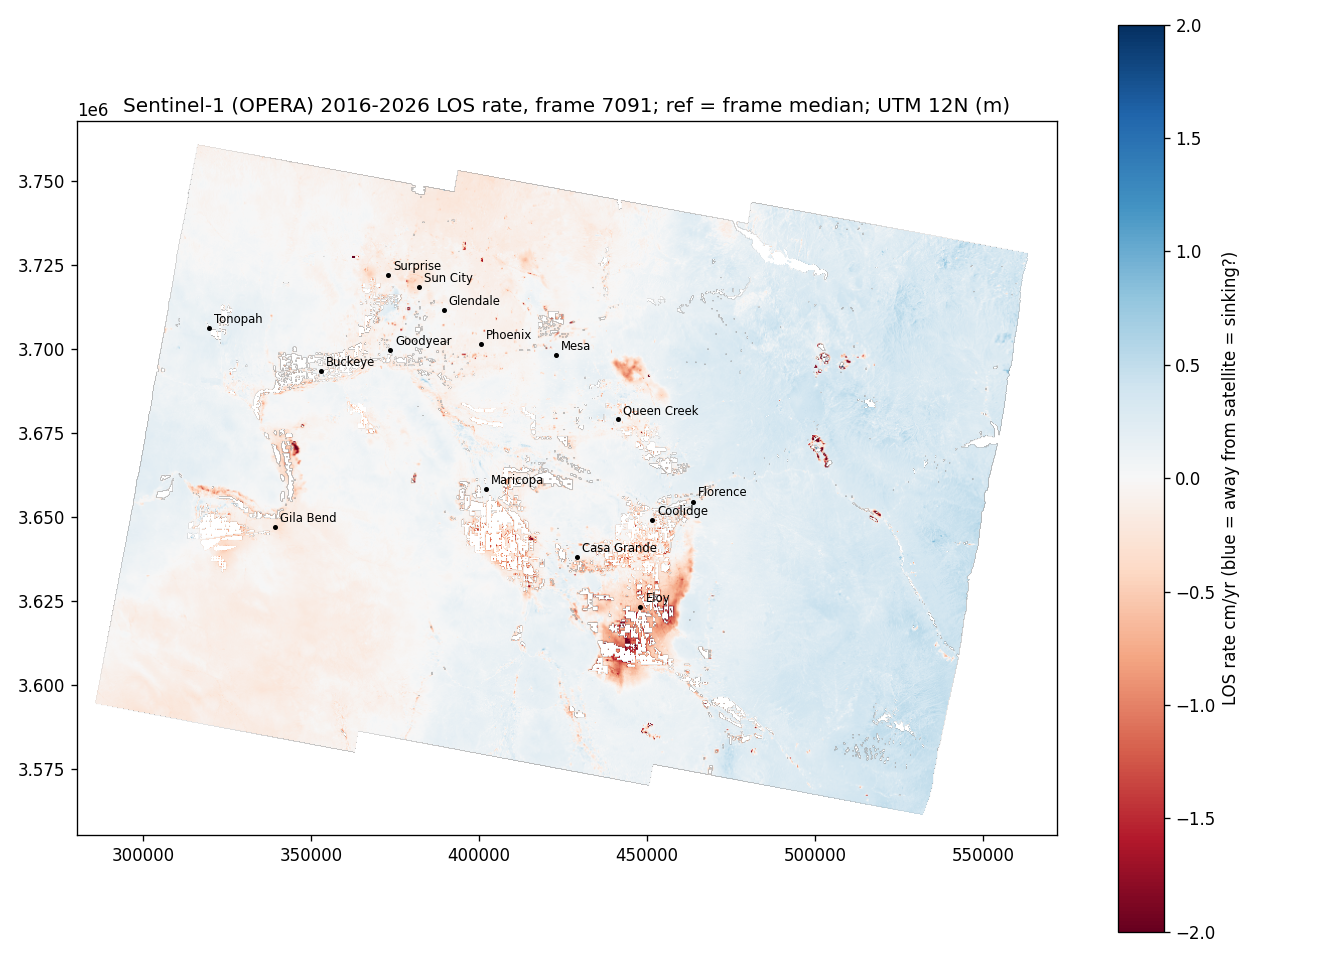 Sentinel-1 (OPERA) 2016-2026 LOS rate, frame 7091; ref = frame median; UTM 12N (m)
1e6
3.750
3.725
3.700
3.675
3.650
3.625
3.600
3.575
300000
350000
400000
450000
500000
550000
Surprise
Sun City
Glendale
Tonopah
Phoenix
Goodyear
Mesa
Buckeye
Queen Creek
Maricopa
Florence
Coolidge
Gila Bend
Casa Grande
Eloy
2.0
1.5
1.0
0.5
0.0
−0.5
−1.0
−1.5
−2.0
LOS rate cm/yr (blue = away from satellite = sinking?)